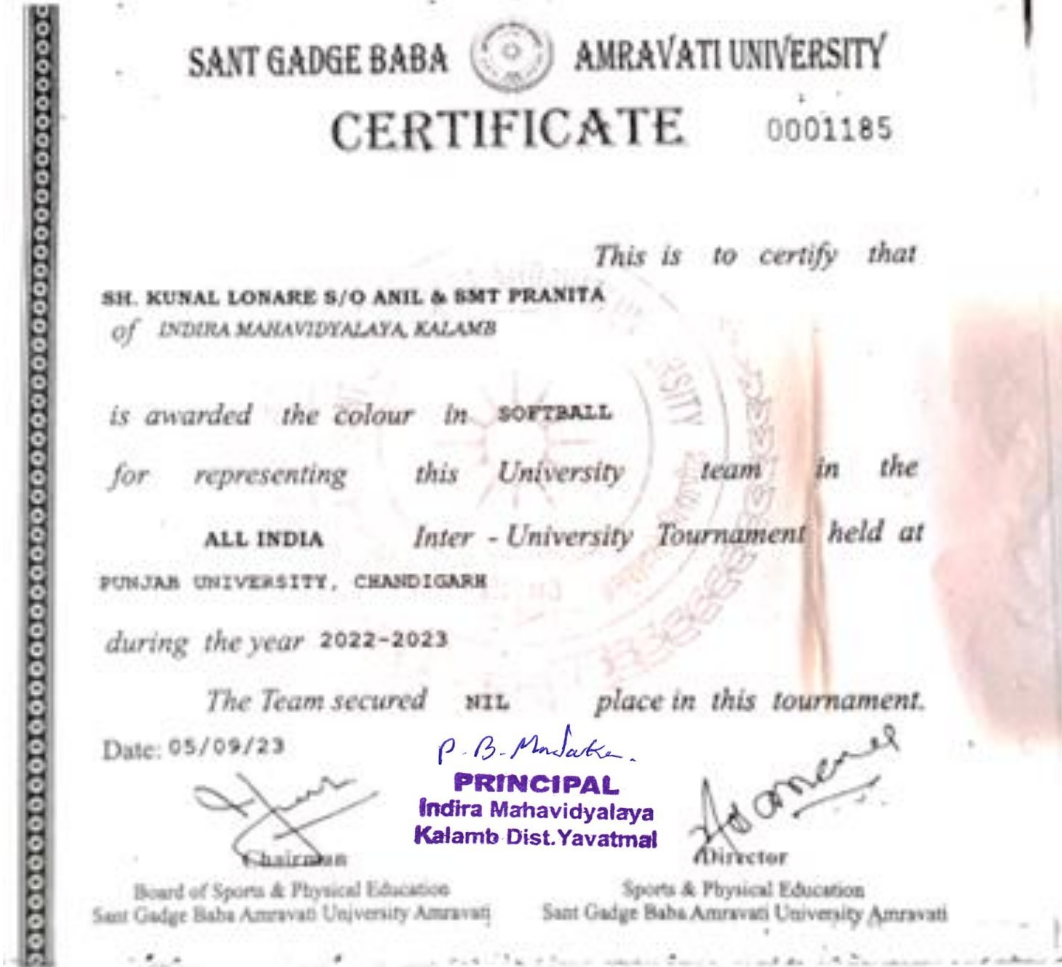 SANT GADGE BABA AMRAVATI UNIVERSITY
CERTIFICATE 0001185
This is to certify that
SH. KUNAL LONARE S/O ANIL & SMT PRANITA
of INDIRA MAHAVIDYALAYA, KALAMB
is awarded the colour in SOFTBALL
for representing this University team in the
ALL INDIA Inter - University Tournament held at
PUNJAB UNIVERSITY, CHANDIGARH
during the year 2022-2023
The Team secured NIL place in this tournament.
Date: 05/09/23
P. B.
PRINCIPAL
Indira Mahavidyalaya
Kalamb Dist.Yavatmal
Chairman
Board of Sports & Physical Education
Sant Gadge Baba Amravati University Amravati
Director
Sports & Physical Education
Sant Gadge Baba Amravati University Amravati